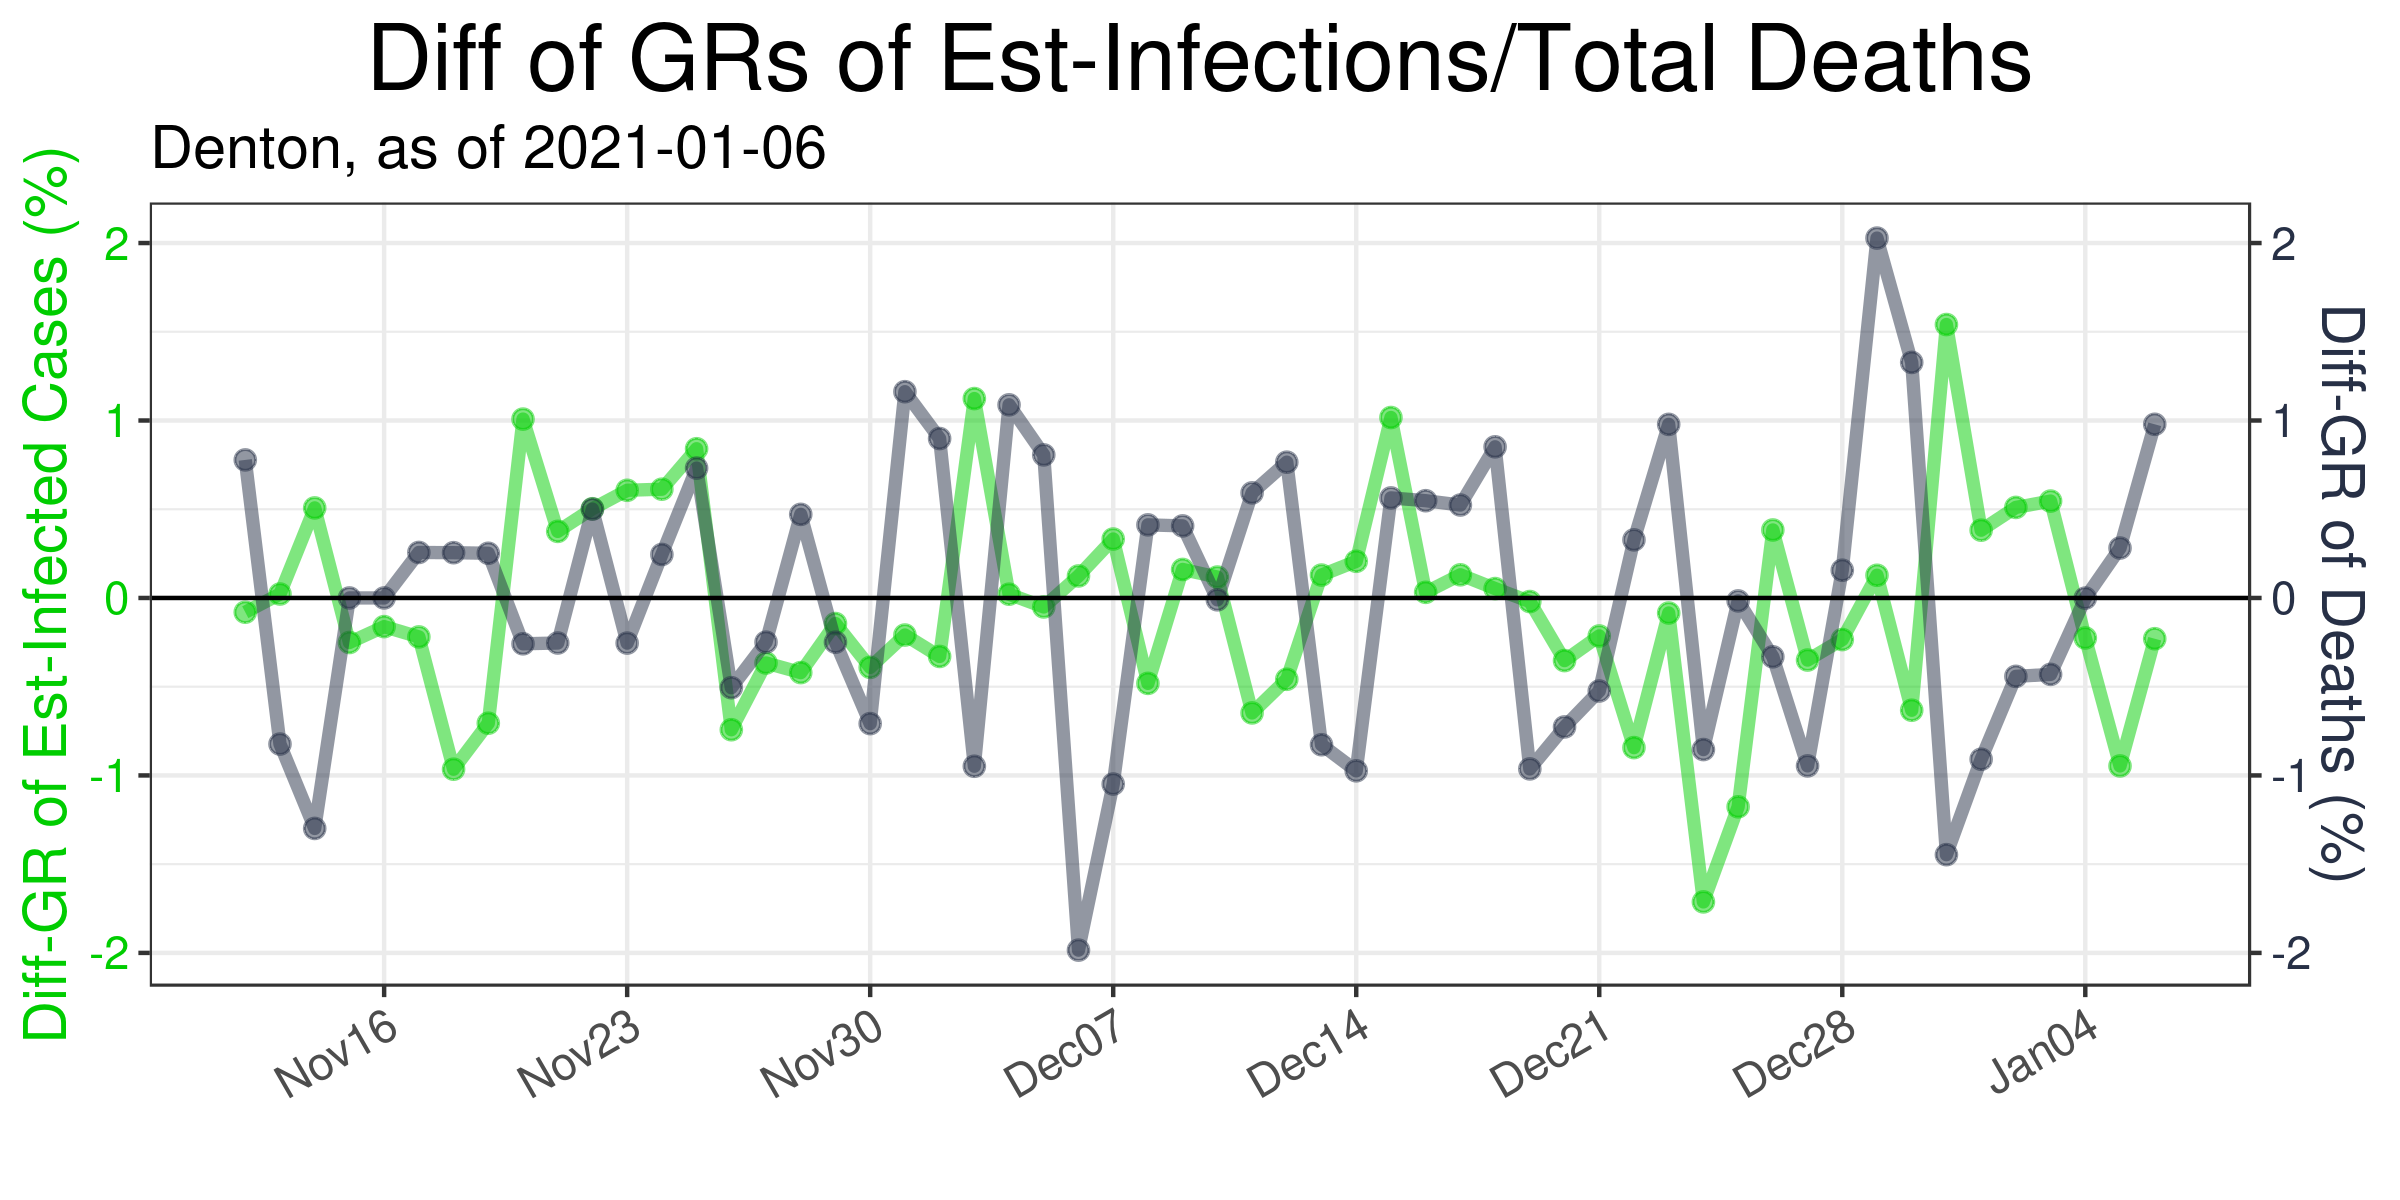 Diff of GRs of Est-Infections/Total Deaths
Denton, as of 2021-01-06
Diff-GR of Est-Infected Cases (%)
2
1
0
-1
-2
2
1
0
-1
-2
Diff-GR of Deaths (%)
Nov16
Nov23
Nov30
Dec07
Dec14
Dec21
Dec28
Jan04